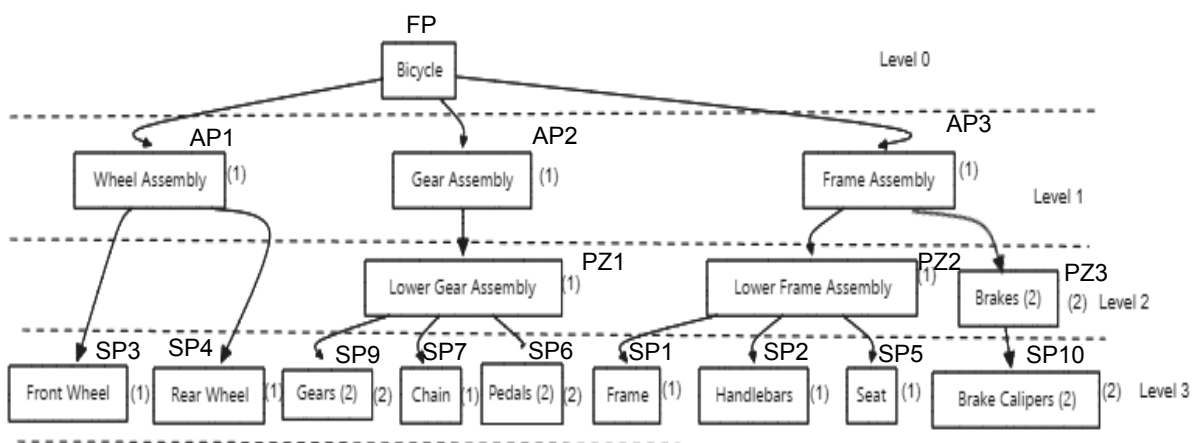 FP
Bicycle
Level 0
AP1
AP2
AP3
Wheel Assembly
(1)
Gear Assembly
(1)
Frame Assembly
(1)
Level 1
PZ1
PZ2
PZ3
Lower Gear Assembly
(1)
Lower Frame Assembly
(1)
Brakes (2)
(2)
Level 2
SP3
SP4
SP9
SP7
SP6
SP1
SP2
SP5
SP10
Front Wheel
(1)
Rear Wheel
(1)
Gears (2)
(2)
Chain
(1)
Pedals (2)
(2)
Frame
(1)
Handlebars
(1)
Seat
(1)
Brake Calipers (2)
(2)
Level 3